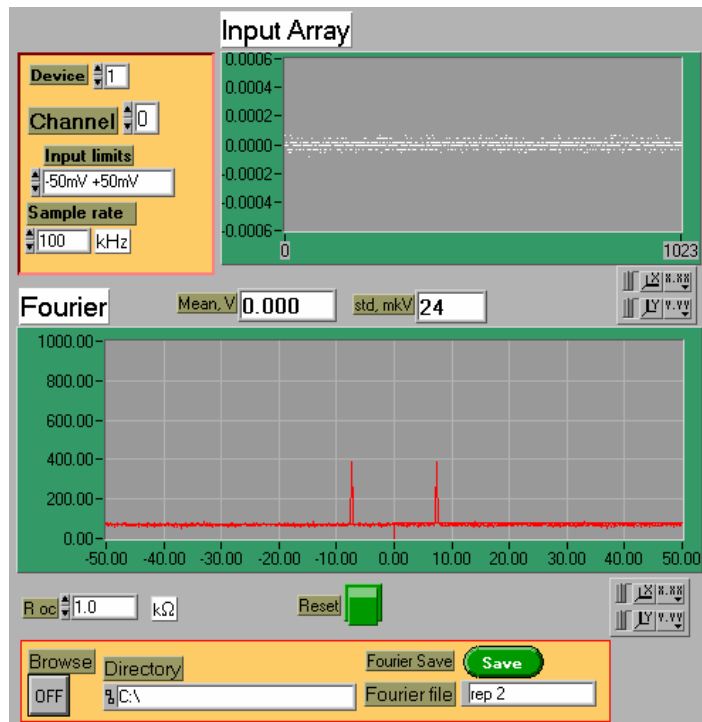 Input Array
Device 1
Channel 0
Input limits
-50mV +50mV
Sample rate
100 kHz
0.0006
0.0004
0.0002
0.0000
-0.0002
-0.0004
-0.0006
0 1023
X.XX
Y.YY
Fourier
Mean, V 0.000 std, mkV 24
1000.00
800.00
600.00
400.00
200.00
0.00
-50.00 -40.00 -30.00 -20.00 -10.00 0.00 10.00 20.00 30.00 40.00 50.00
R oc 1.0 kΩ
Reset
X.XX
Y.YY
Browse
OFF
Directory
C:\
Fourier Save Save
Fourier file rep 2